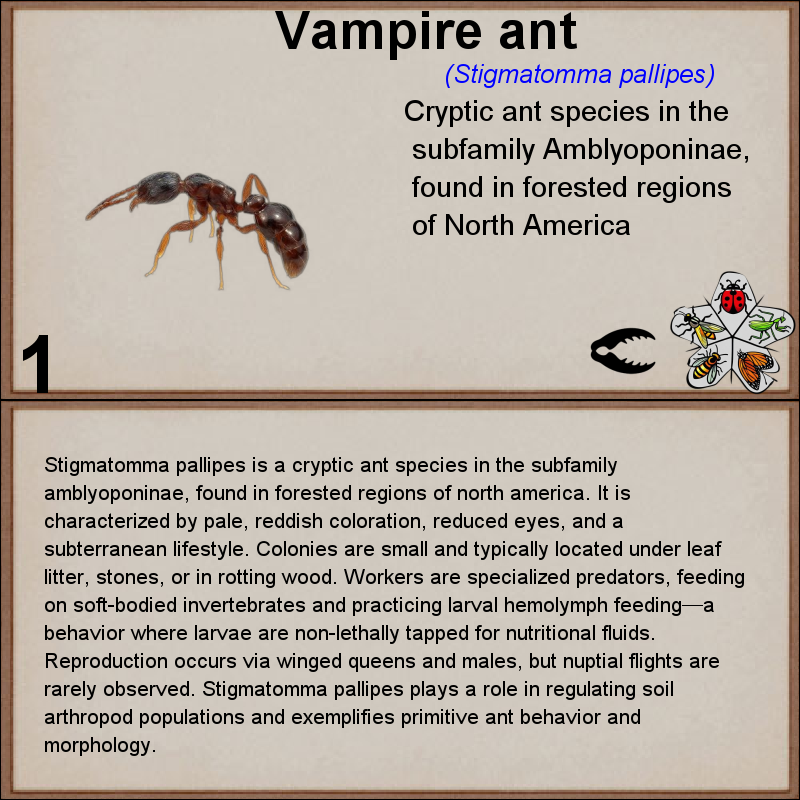 Vampire ant
(Stigmatomma pallipes)
Cryptic ant species in the
subfamily Amblyoponinae,
found in forested regions
of North America
1
Stigmatomma pallipes is a cryptic ant species in the subfamily
amblyoponinae, found in forested regions of north america. It is
characterized by pale, reddish coloration, reduced eyes, and a
subterranean lifestyle. Colonies are small and typically located under leaf
litter, stones, or in rotting wood. Workers are specialized predators, feeding
on soft-bodied invertebrates and practicing larval hemolymph feeding—a
behavior where larvae are non-lethally tapped for nutritional fluids.
Reproduction occurs via winged queens and males, but nuptial flights are
rarely observed. Stigmatomma pallipes plays a role in regulating soil
arthropod populations and exemplifies primitive ant behavior and
morphology.